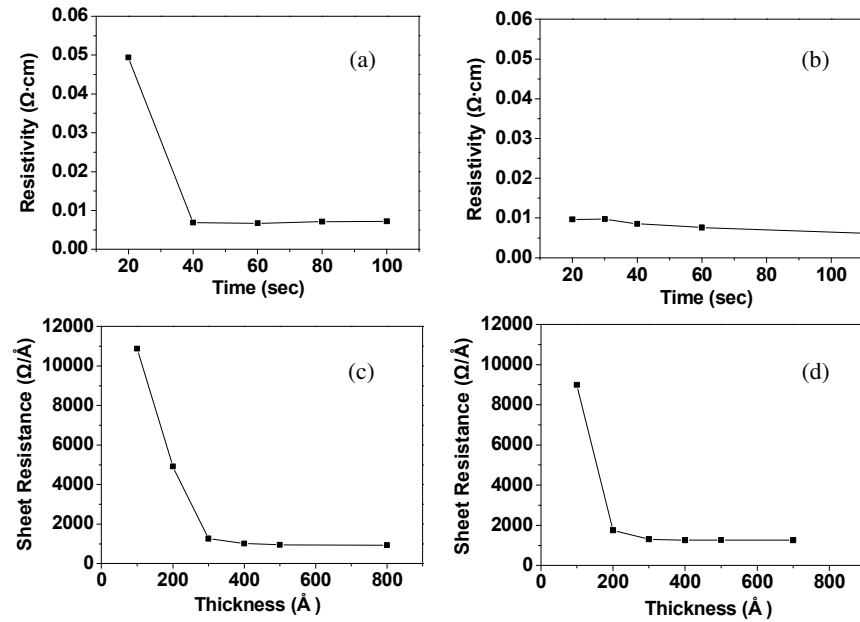 0.06
0.05
0.04
0.03
0.02
0.01
0.00
Resistivity (Ω·cm)
(a)
20 40 60 80 100
Time (sec)
0.06
0.05
0.04
0.03
0.02
0.01
0.00
Resistivity (Ω·cm)
(b)
20 40 60 80 100
Time (sec)
12000
10000
8000
6000
4000
2000
0
Sheet Resistance (Ω/Å)
(c)
0 200 400 600 800
Thickness (Å )
12000
10000
8000
6000
4000
2000
0
Sheet Resistance (Ω/Å)
(d)
0 200 400 600 800
Thickness (Å )